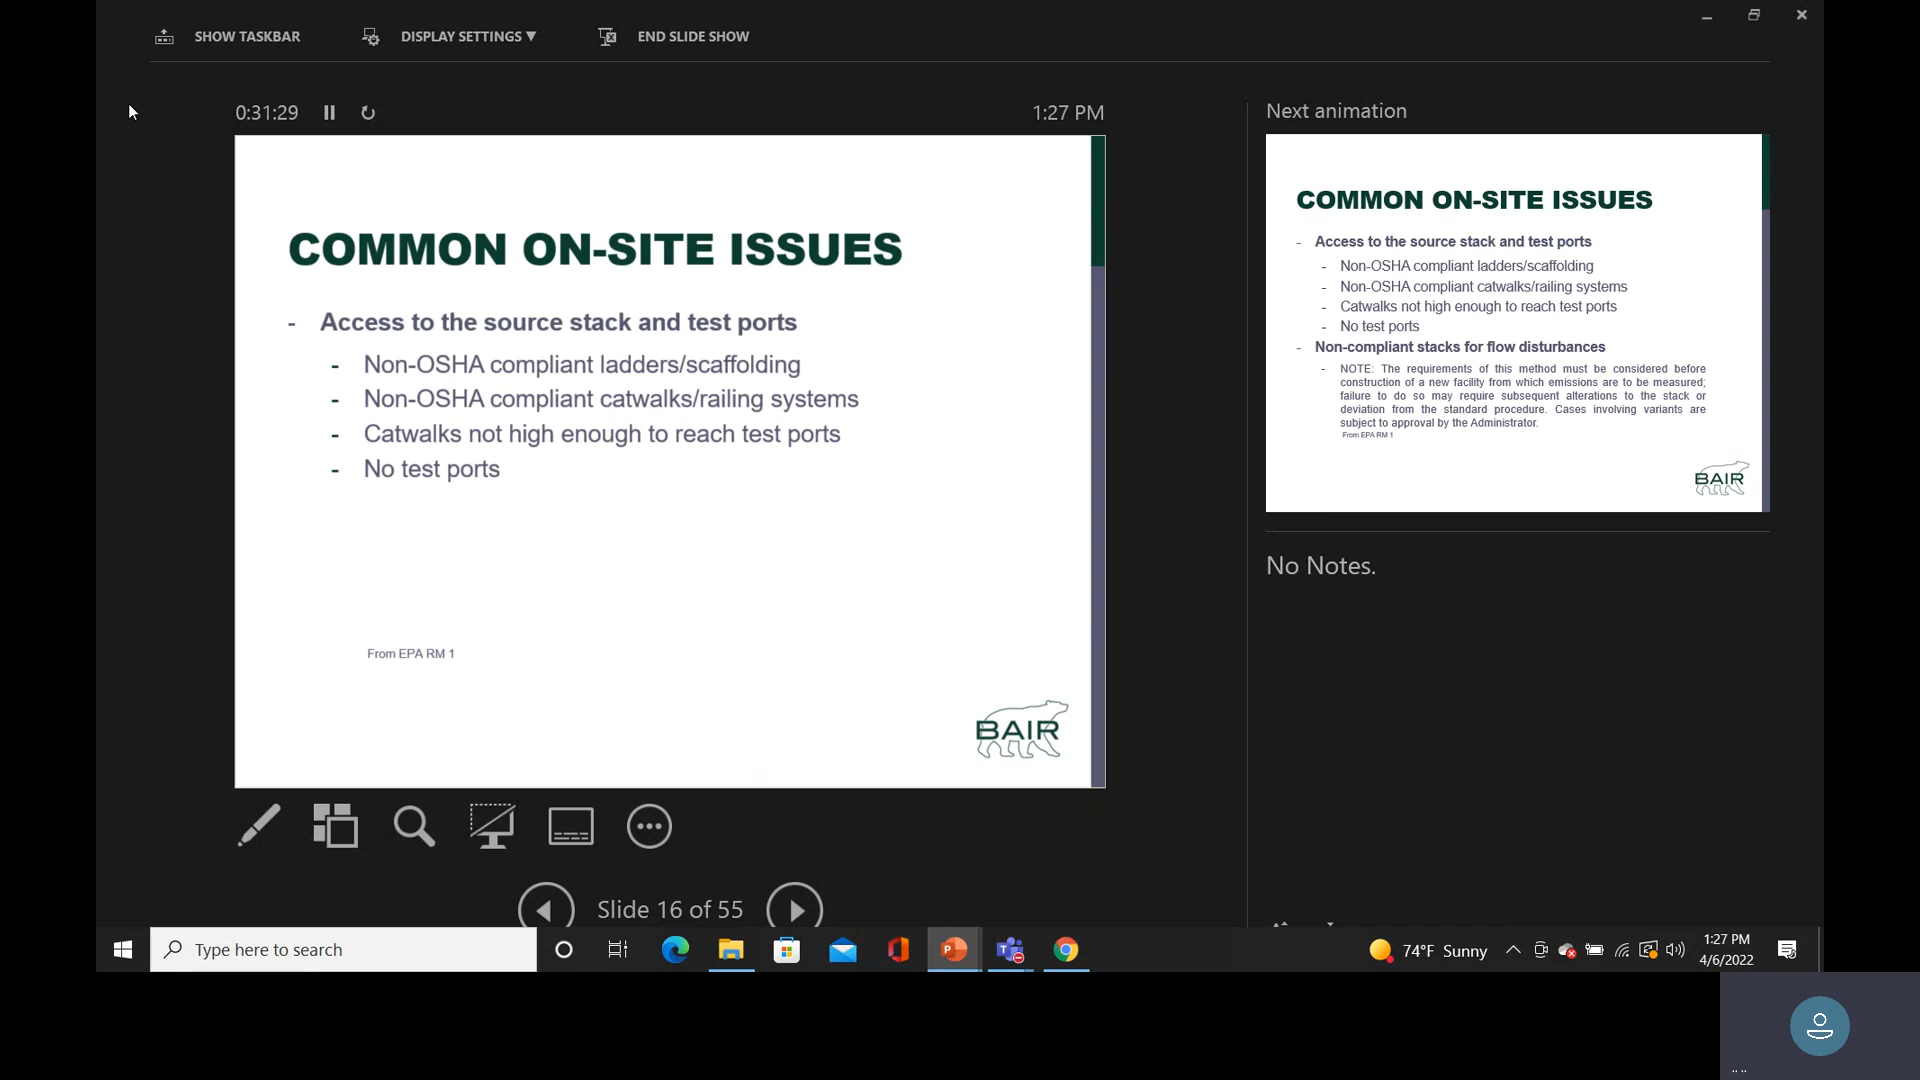 SHOW TASKBAR
DISPLAY SETTINGS ▼
END SLIDE SHOW
0:31:29
1:27 PM
COMMON ON-SITE ISSUES
- Access to the source stack and test ports
- Non-OSHA compliant ladders/scaffolding
- Non-OSHA compliant catwalks/railing systems
- Catwalks not high enough to reach test ports
- No test ports
From EPA RM 1
BAIR
Slide 16 of 55
Next animation
COMMON ON-SITE ISSUES
- Access to the source stack and test ports
- Non-OSHA compliant ladders/scaffolding
- Non-OSHA compliant catwalks/railing systems
- Catwalks not high enough to reach test ports
- No test ports
- Non-compliant stacks for flow disturbances
- NOTE: The requirements of this method must be considered before
construction of a new facility from which emissions are to be measured;
failure to do so may require subsequent alterations to the stack or
deviation from the standard procedure. Cases involving variants are
subject to approval by the Administrator.
From EPA RM 1
BAIR
No Notes.
Type here to search
74°F Sunny
1:27 PM
4/6/2022